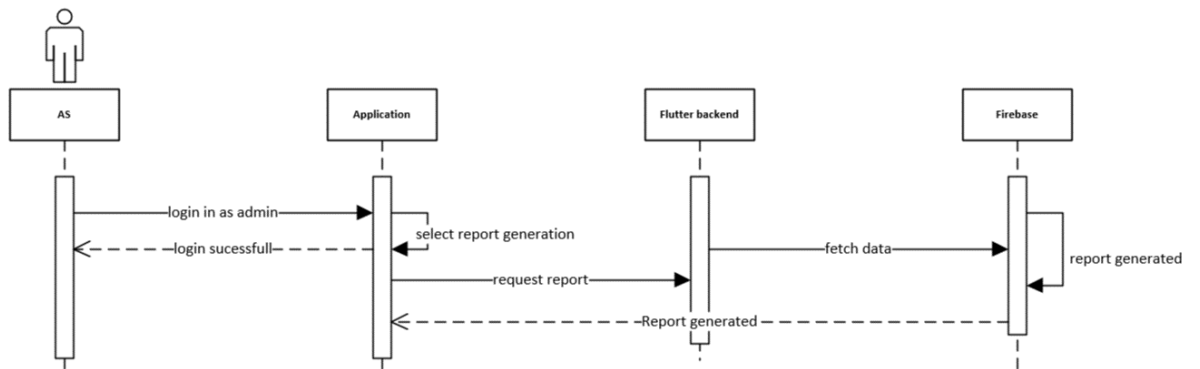 AS
Application
Flutter backend
Firebase
login in as admin
select report generation
login sucessfull
fetch data
report generated
request report
Report generated